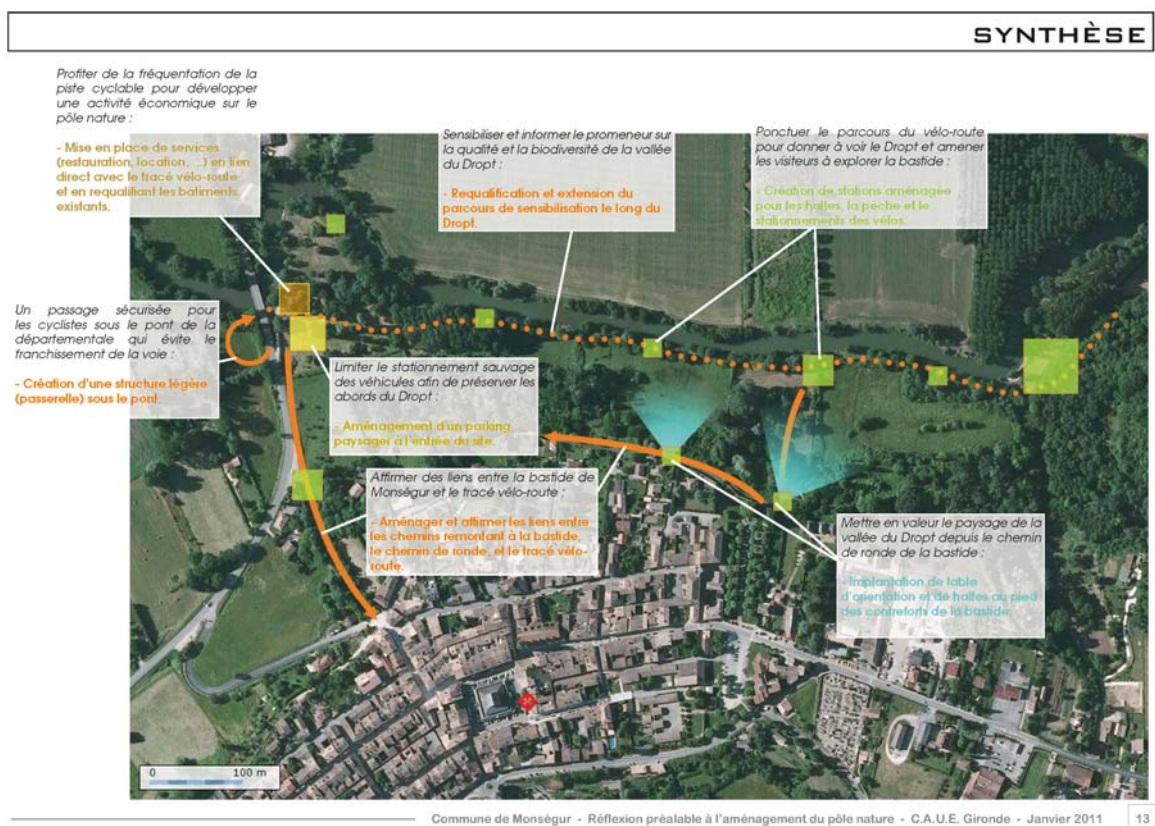 SYNTHÈSE
Profiter de la fréquentation de la
piste cyclable pour développer
une activité économique sur le
pôle nature :
- Mise en place de services
(restauration, location, ...) en lien
direct avec le tracé vélo-route
et en requalifiant les bâtiments
existants.
Sensibiliser et informer le promeneur sur
la qualité et la biodiversité de la vallée
du Dropt :
- Requalification et extension du
parcours de sensibilisation le long du
Dropt.
Ponctuer le parcours du vélo-route
pour donner à voir le Dropt et amener
les visiteurs à explorer la bastide :
- Création de stations aménagée
pour les haltes, la peche et le
stationnements des vélos.
Un passage sécurisée pour
les cyclistes sous le pont de la
départementale qui évite le
franchissement de la voie :
- Création d'une structure légère
(passerelle) sous le pont.
Limiter le stationnement sauvage
des véhicules afin de préserver les
abords du Dropt :
- Aménagement d'un parking
paysager à l'entrée du site.
Affirmer des liens entre la bastide de
Monségur et le tracé vélo-route :
- Aménager et affirmer les liens entre
les chemins remontant à la bastide,
le chemin de ronde, et le tracé vélo-
route.
Mettre en valeur le paysage de la
vallée du Dropt depuis le chemin
de ronde de la bastide :
- Implantation de table
d'orientation et de haltes au pied
des contreforts de la bastide.
0 100 m
Commune de Monségur - Réflexion préalable à l'aménagement du pôle nature - C.A.U.E. Gironde - Janvier 2011 13